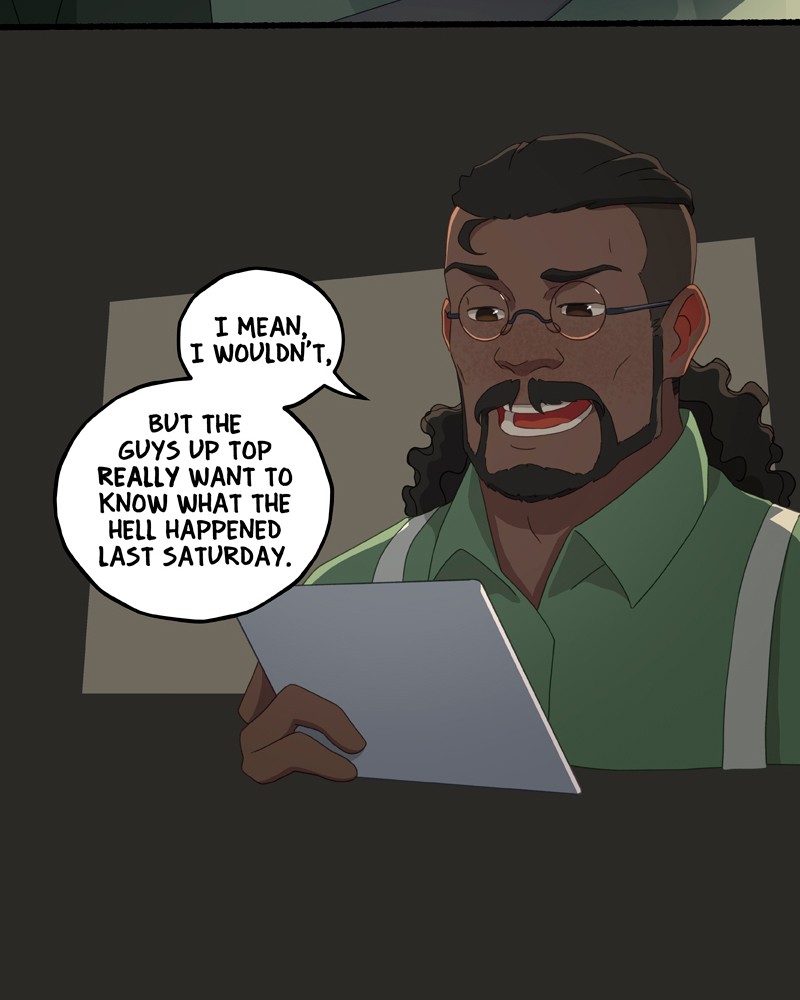 I MEAN,
I WOULDN'T,
BUT THE
GUYS UP TOP
REALLY WANT TO
KNOW WHAT THE
HELL HAPPENED
LAST SATURDAY.